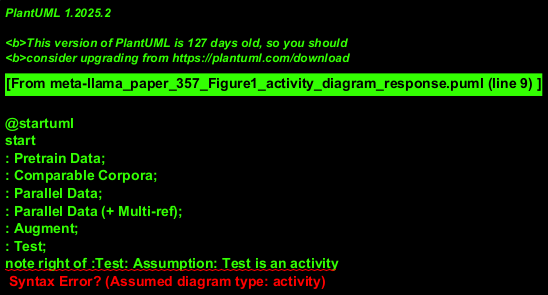 PlantUML 1.2025.2
<b>This version of PlantUML is 127 days old, so you should
<b>consider upgrading from https://plantuml.com/download
[From meta-llama_paper_357_Figure1_activity_diagram_response.puml (line 9) ]
@startuml
start
: Pretrain Data;
: Comparable Corpora;
: Parallel Data;
: Parallel Data (+ Multi-ref);
: Augment;
: Test;
note right of :Test: Assumption: Test is an activity
Syntax Error? (Assumed diagram type: activity)